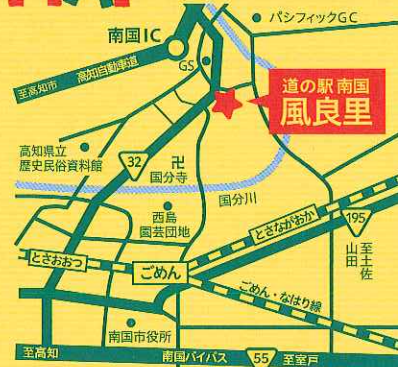 パシフィックGC
南国IC
GS
高知自動車道
至高知市
道の駅 南国
風良里
高知県立
歴史民俗資料館
32
卍
国分寺
国分川
西島
園芸団地
とさながおか
195
至土佐
山田
とさおおつ
ごめん
ごめん・なはり線
南国市役所
至高知
南国バイパス
55
至室戸